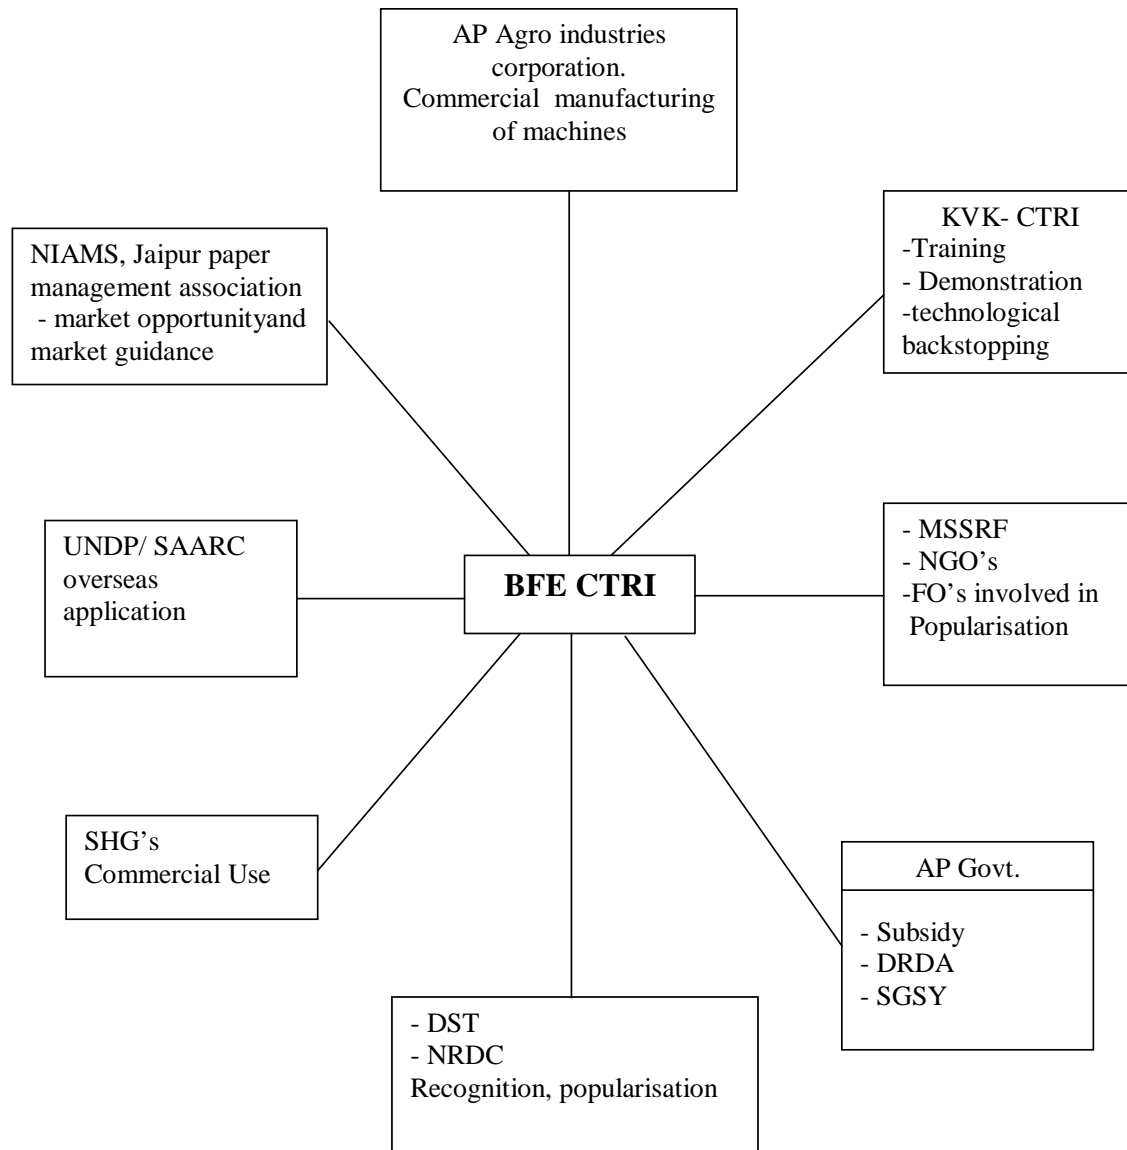 AP Agro industries
corporation.
Commercial manufacturing
of machines
KVK- CTRI
-Training
- Demonstration
-technological
backstopping
NIAMS, Jaipur paper
management association
- market opportunityand
market guidance
- MSSRF
- NGO’s
-FO’s involved in
Popularisation
UNDP/ SAARC
overseas
application
BFE CTRI
SHG’s
Commercial Use
AP Govt.
- Subsidy
- DRDA
- SGSY
- DST
- NRDC
Recognition, popularisation